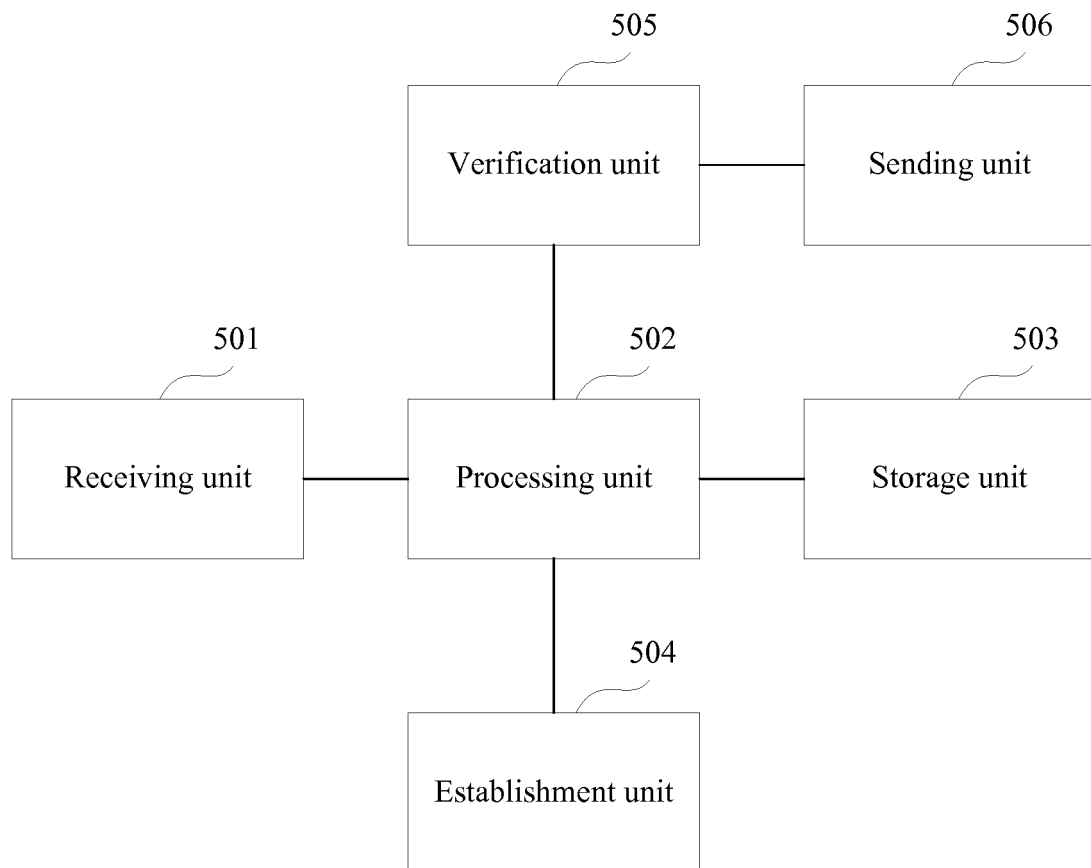 505
506
Verification unit
Sending unit
501
502
503
Receiving unit
Processing unit
Storage unit
504
Establishment unit